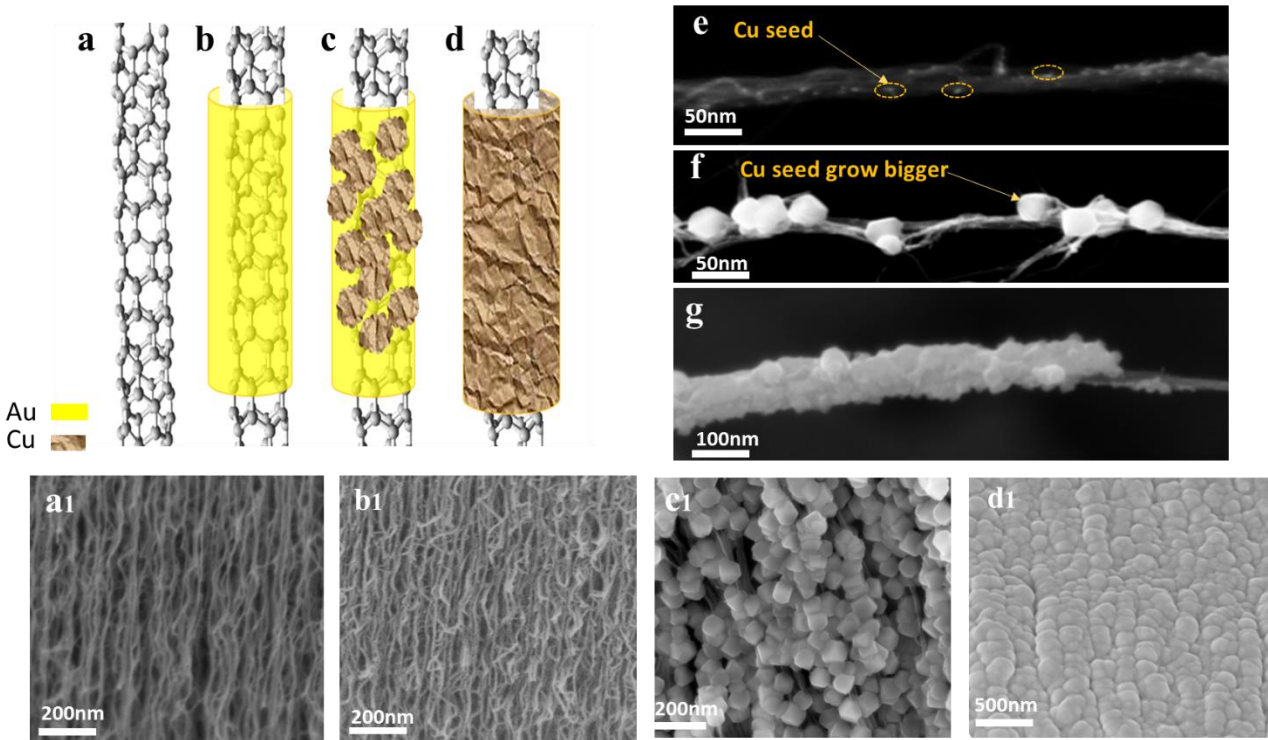 a b c d
Au
Cu
e
Cu seed
50nm
f
Cu seed grow bigger
50nm
g
100nm
a1
200nm
b1
200nm
c1
200nm
d1
500nm